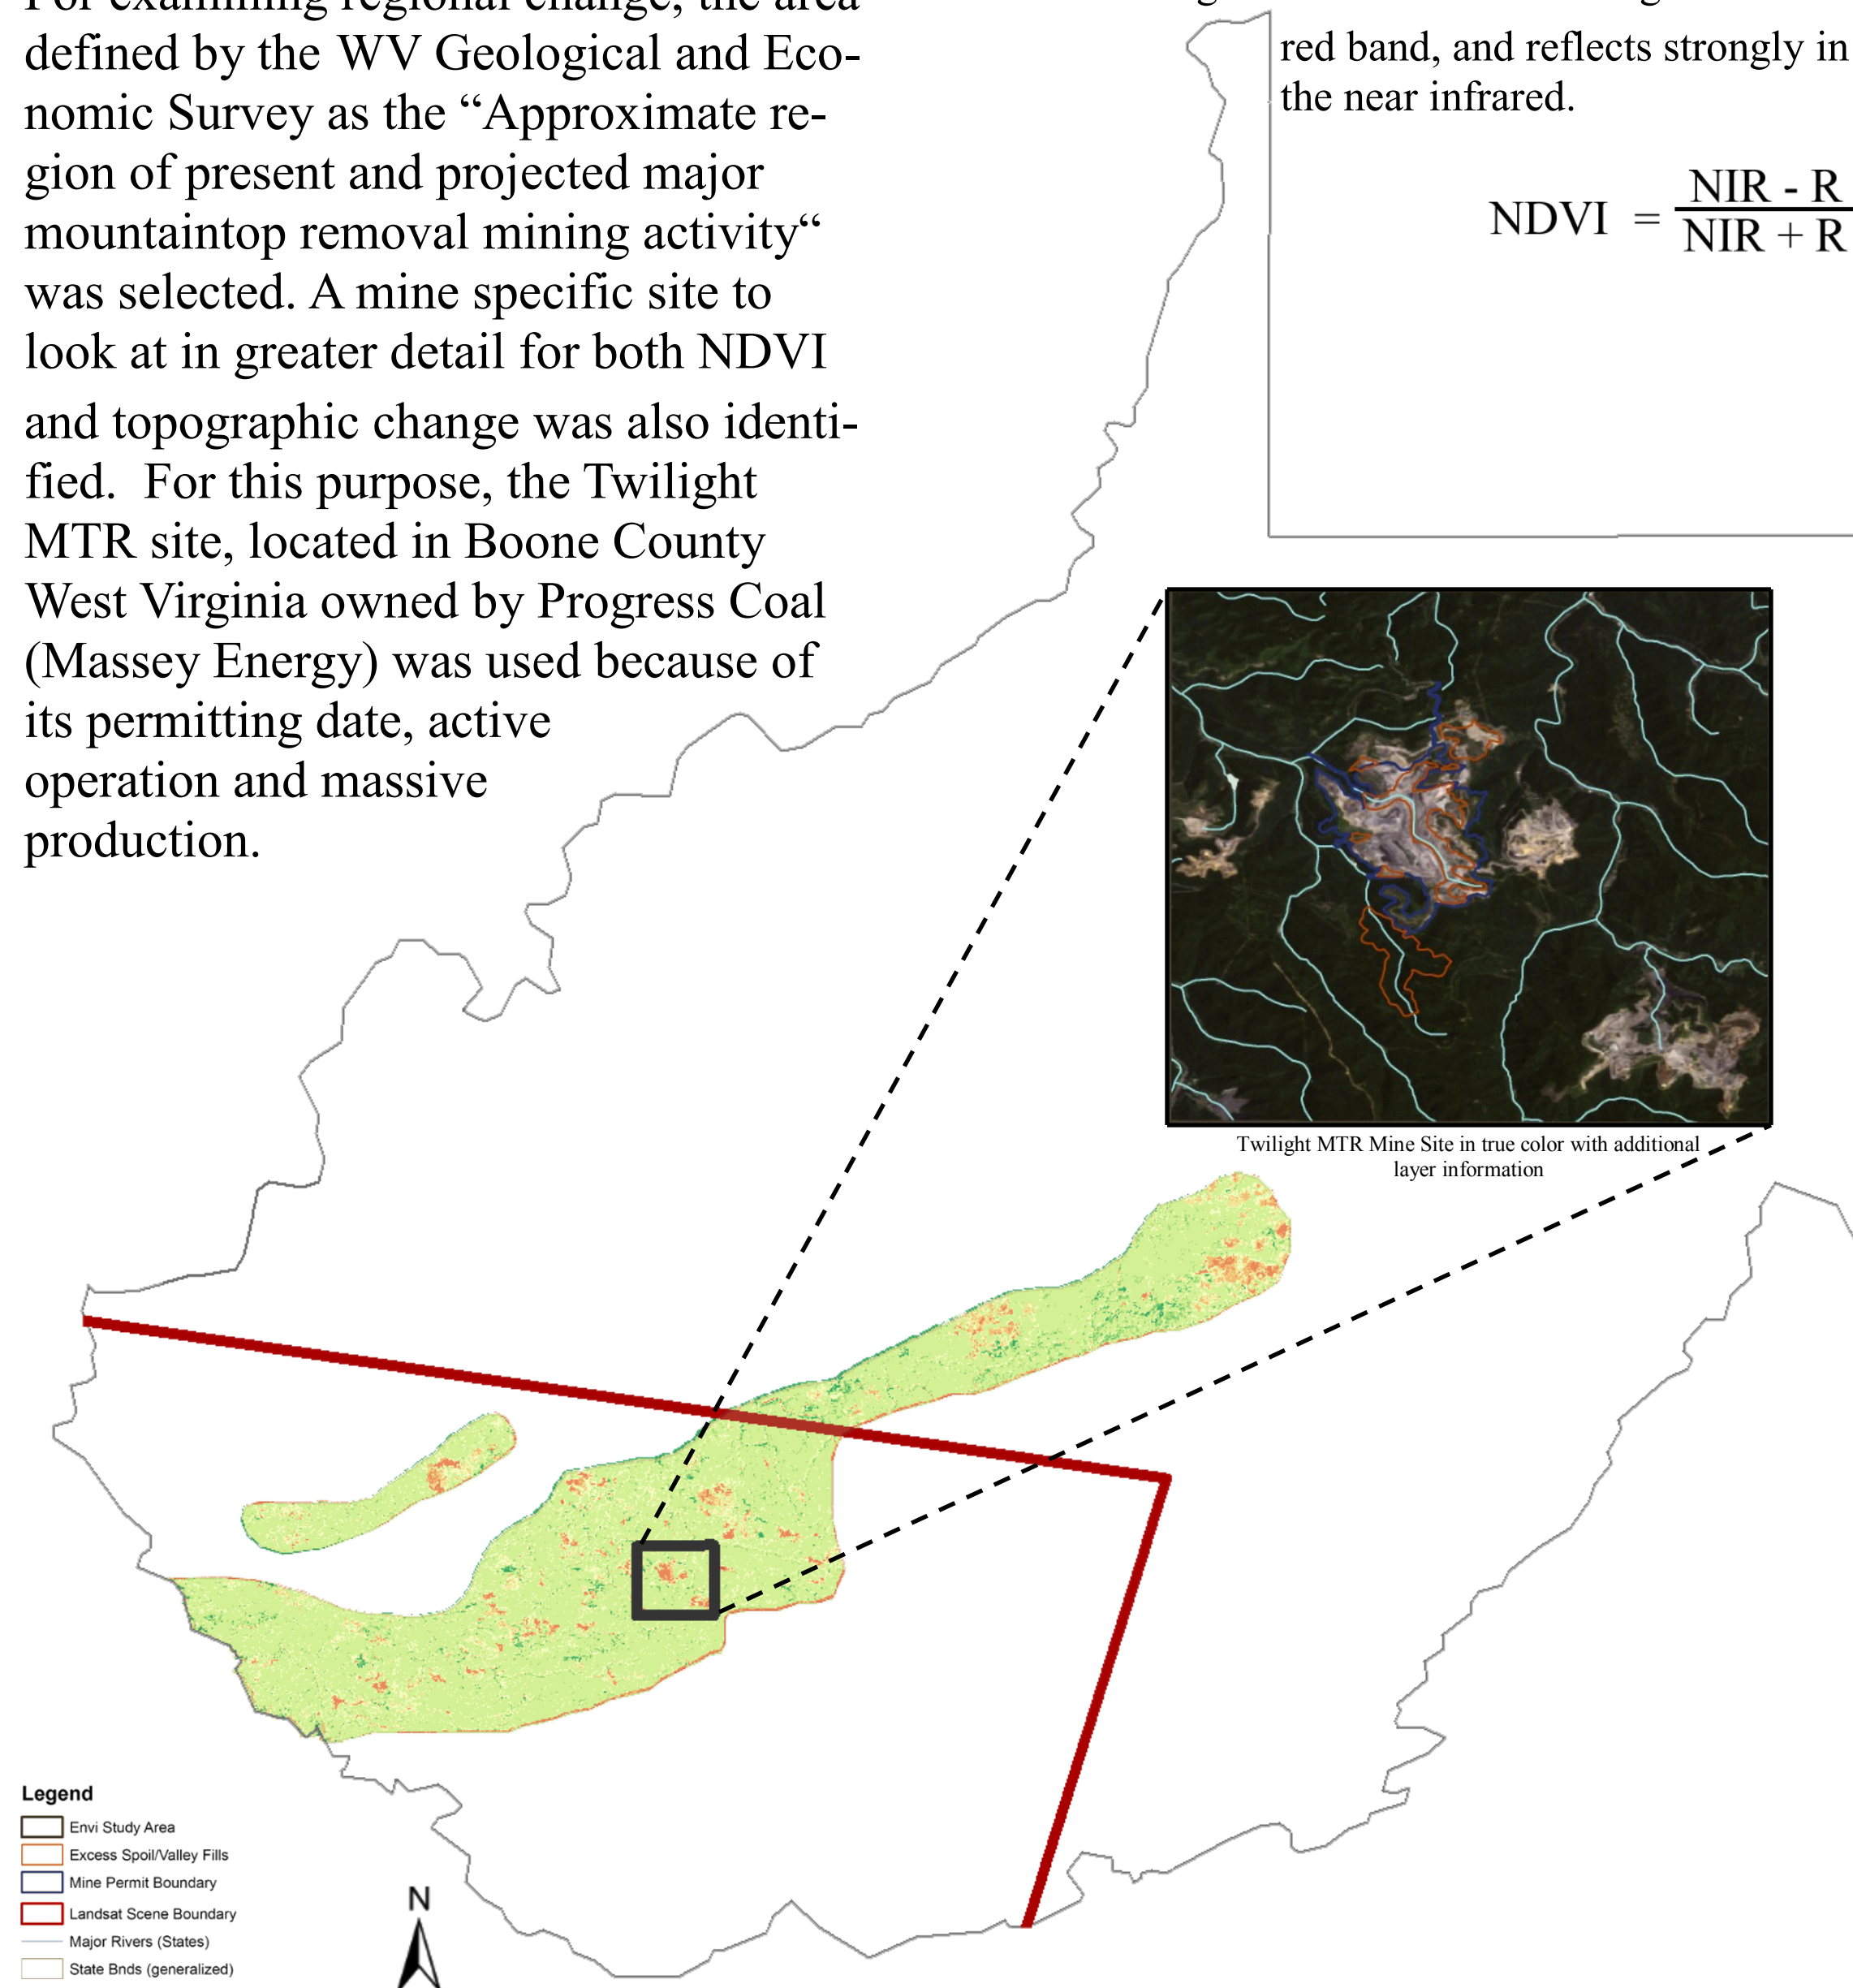 For examining regional change, the area
defined by the WV Geological and Eco-
nomic Survey as the “Approximate re-
gion of present and projected major
mountaintop removal mining activity“
was selected. A mine specific site to
look at in greater detail for both NDVI
and topographic change was also identi-
fied.  For this purpose, the Twilight
MTR site, located in Boone County
West Virginia owned by Progress Coal
(Massey Energy) was used because of
its permitting date, active
operation and massive
production.
red band, and reflects strongly in
the near infrared.
NDVI = NIR - R
NIR + R
Twilight MTR Mine Site in true color with additional
layer information
Legend
Envi Study Area
Excess Spoil/Valley Fills
Mine Permit Boundary
Landsat Scene Boundary
Major Rivers (States)
State Bnds (generalized)
N